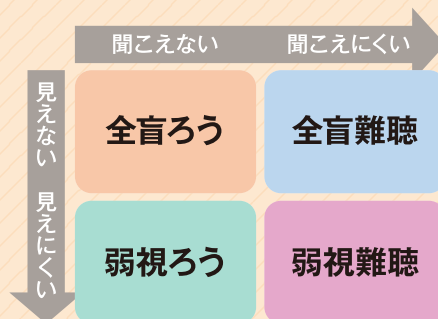 聞こえない 聞こえにくい
見えない
全盲ろう 全盲難聴
見えにくい
弱視ろう 弱視難聴